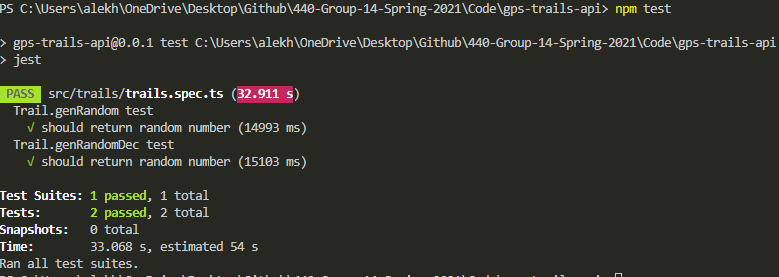 PS C:\Users\alekh\OneDrive\Desktop\Github\440-Group-14-Spring-2021\Code\gps-trails-api> npm test
> gps-trails-api@0.0.1 test C:\Users\alekh\OneDrive\Desktop\Github\440-Group-14-Spring-2021\Code\gps-trails-api
> jest
PASS src/trails/trails.spec.ts (32.911 s)
Trail.genRandom test
√ should return random number (14993 ms)
Trail.genRandomDec test
√ should return random number (15103 ms)
Test Suites: 1 passed, 1 total
Tests: 2 passed, 2 total
Snapshots: 0 total
Time: 33.068 s, estimated 54 s
Ran all test suites.